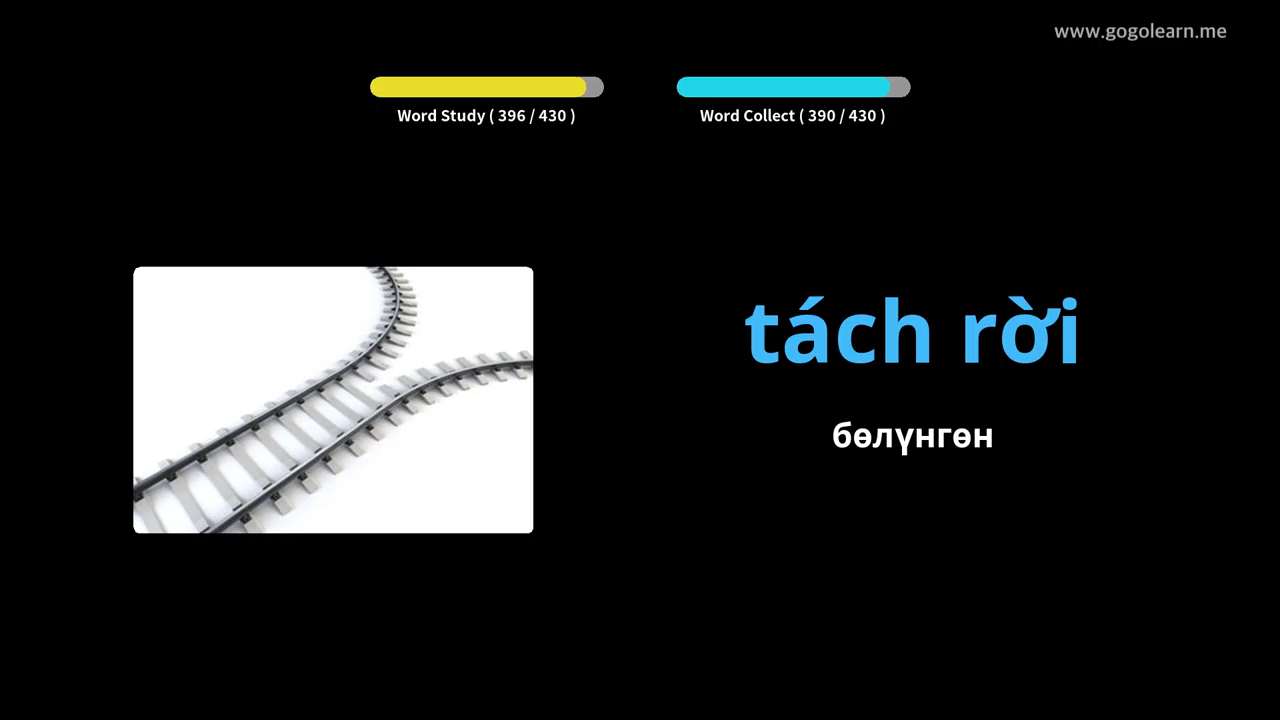 www.gogolearn.me
Word Study ( 396 / 430 )
Word Collect ( 390 / 430 )
tách rời
бөлүнгөн